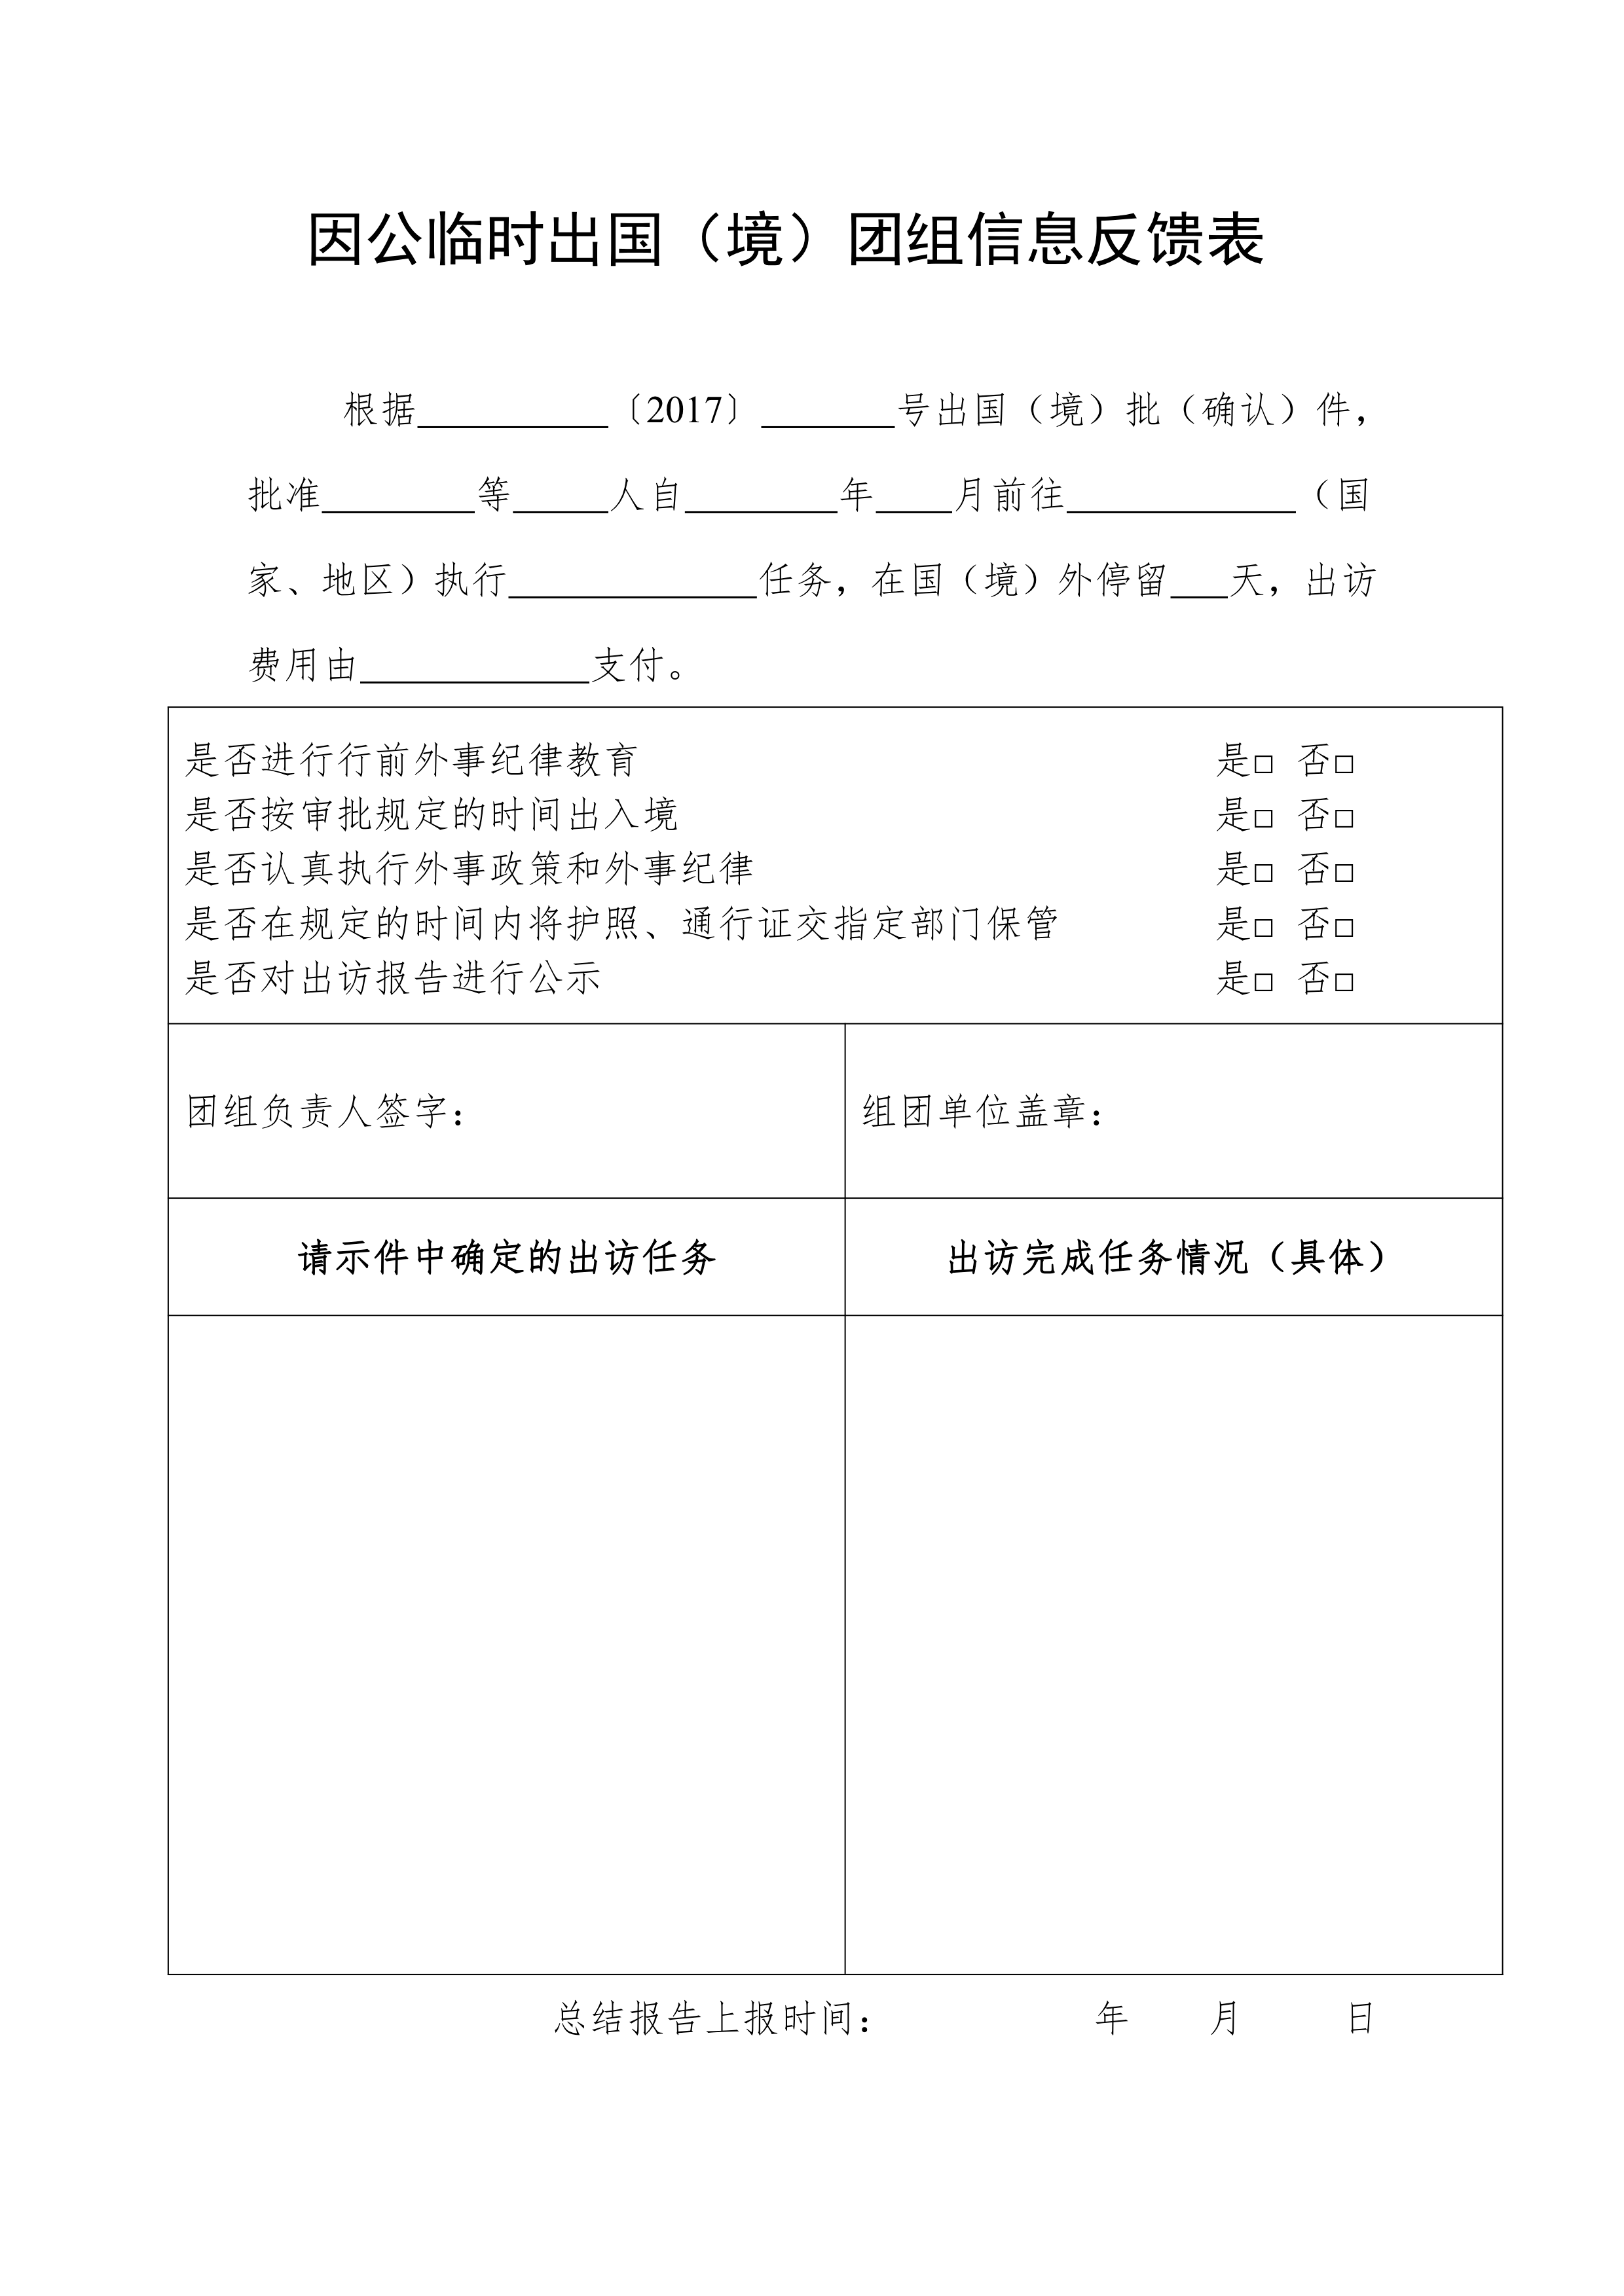 因公临时出国（境）团组信息反馈表
根据__________〔2017〕_______号出国（境）批（确认）件，
批准________等_____人自________年____月前往____________（国
家、地区）执行_____________任务，在国（境）外停留___天，出访
费用由____________支付。
是否进行行前外事纪律教育 是□ 否□
是否按审批规定的时间出入境 是□ 否□
是否认真执行外事政策和外事纪律 是□ 否□
是否在规定的时间内将护照、通行证交指定部门保管 是□ 否□
是否对出访报告进行公示 是□ 否□
团组负责人签字： 组团单位盖章：
请示件中确定的出访任务 出访完成任务情况（具体）
总结报告上报时间： 年 月 日